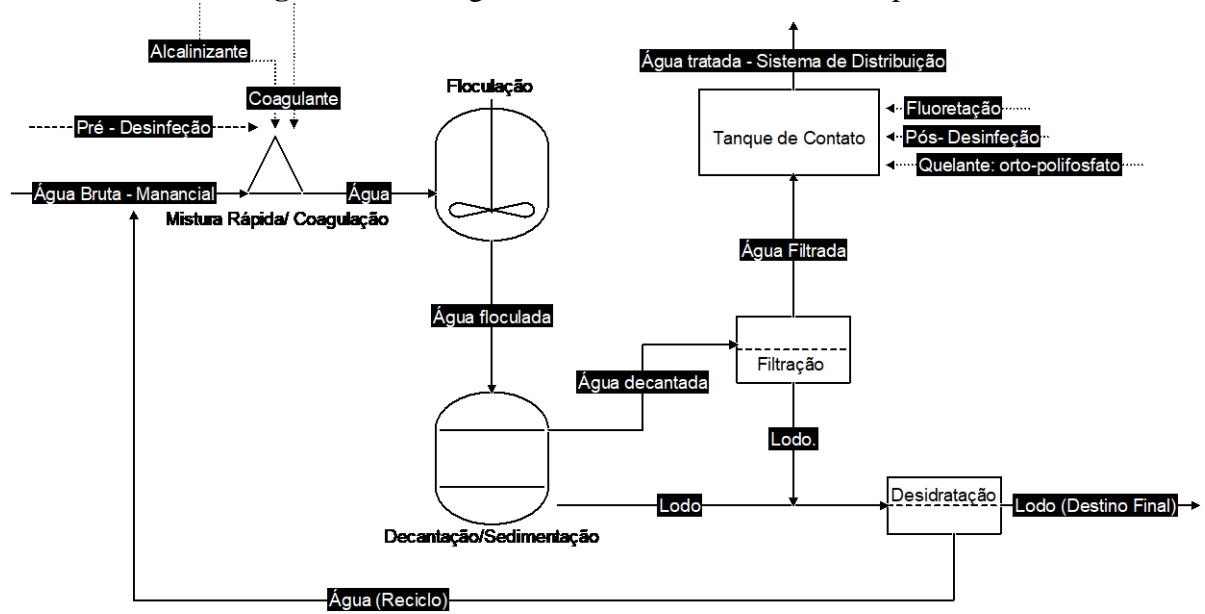 Alcalinizante
Coagulante
Pré - Desinfeção
Água Bruta - Manancial
Água
Mistura Rápida/ Coagulação
Floculação
Água floculada
Decantação/Sedimentação
Água decantada
Lodo
Filtração
Lodo.
Água Filtrada
Tanque de Contato
Água tratada - Sistema de Distribuição
Fluoretação
Pós- Desinfeção
Quelante: orto-polifosfato
Desidratação
Lodo (Destino Final)
Água (Reciclo)